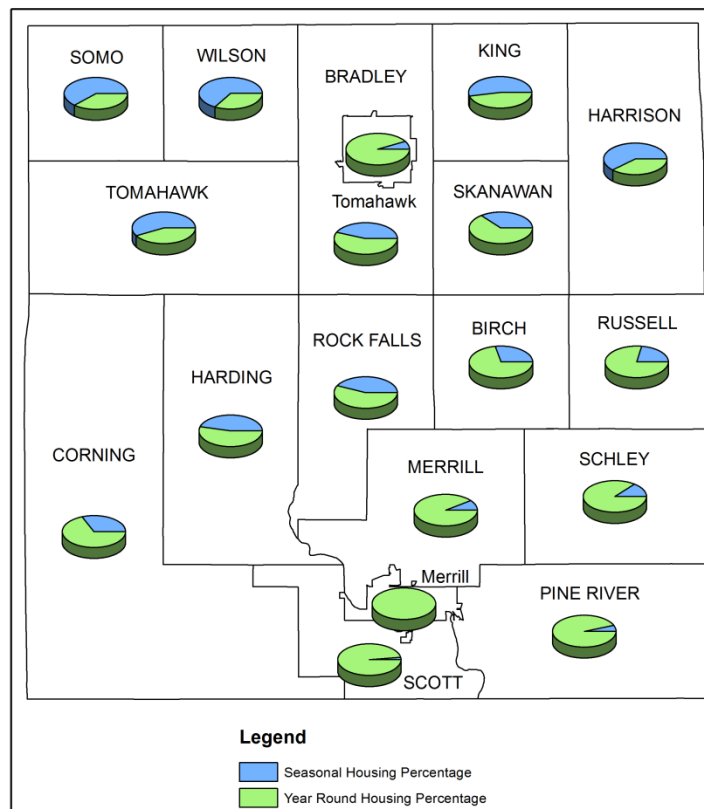 SOMO
WILSON
BRADLEY
KING
HARRISON
TOMAHAWK
Tomahawk
SKANAWAN
HARDING
ROCK FALLS
BIRCH
RUSSELL
CORNING
MERRILL
SCHLEY
Merrill
PINE RIVER
SCOTT
Legend
Seasonal Housing Percentage
Year Round Housing Percentage